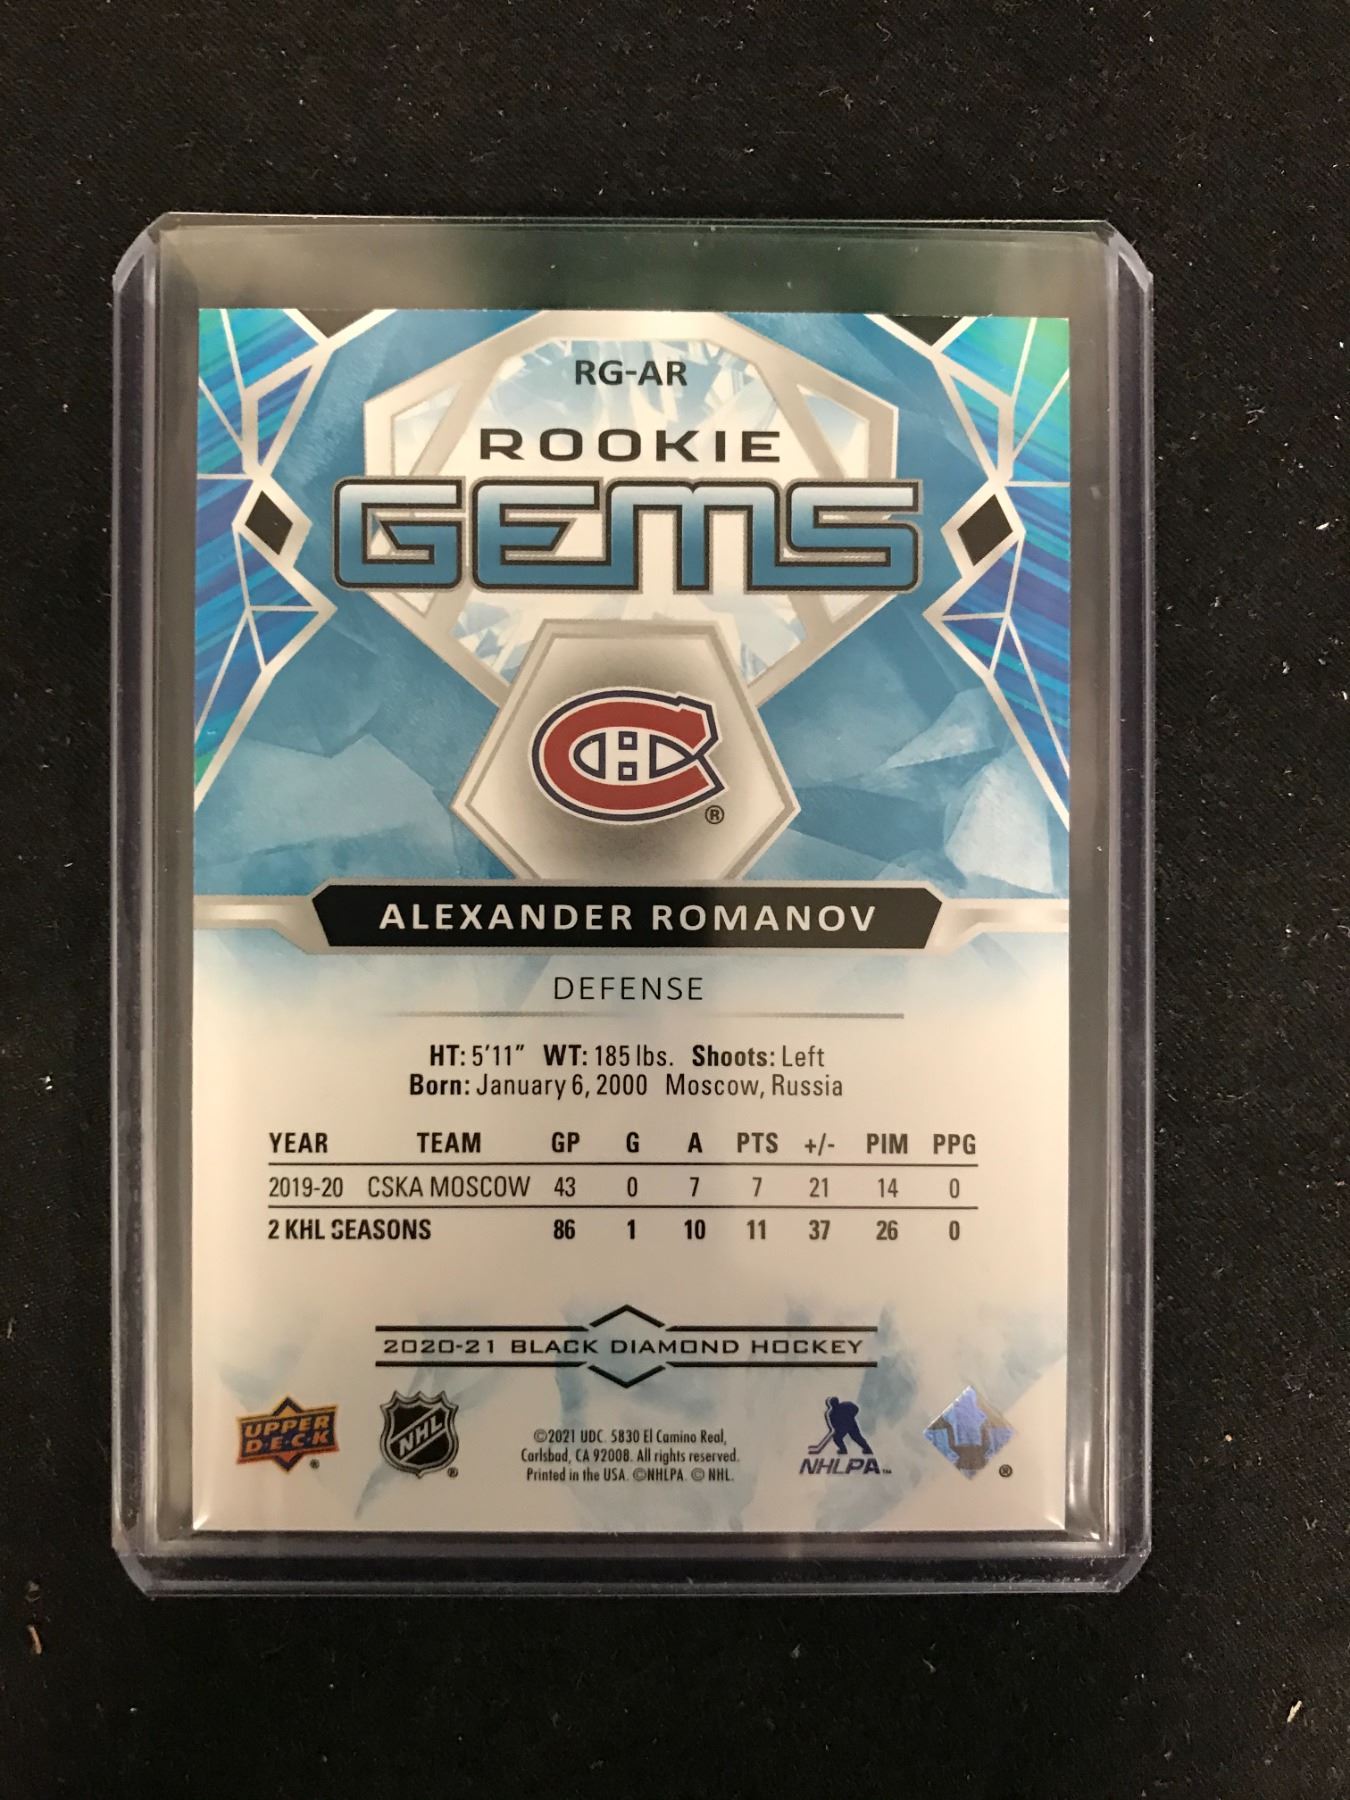 RG-AR
ROOKIE
GEMS
®
ALEXANDER ROMANOV
DEFENSE
HT: 5'11" WT: 185 lbs. Shoots: Left
Born: January 6, 2000 Moscow, Russia
YEAR TEAM GP G A PTS +/- PIM PPG
2019-20 CSKA MOSCOW 43 0 7 7 21 14 0
2 KHL SEASONS 86 1 10 11 37 26 0
2020-21 BLACK DIAMOND HOCKEY
UPPER
D·E·C·K
®
NHL
®
©2021 UDC. 5830 El Camino Real,
Carlsbad, CA 92008. All rights reserved.
Printed in the USA. ©NHLPA. © NHL.
NHLPA™
®